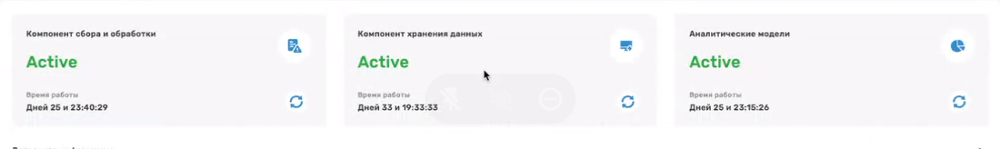 Компонент сбора и обработки
Active
Время работы
Дней 25 и 23:40:29
Компонент хранения данных
Active
Время работы
Дней 33 и 19:33:33
Аналитические модели
Active
Время работы
Дней 25 и 23:15:26